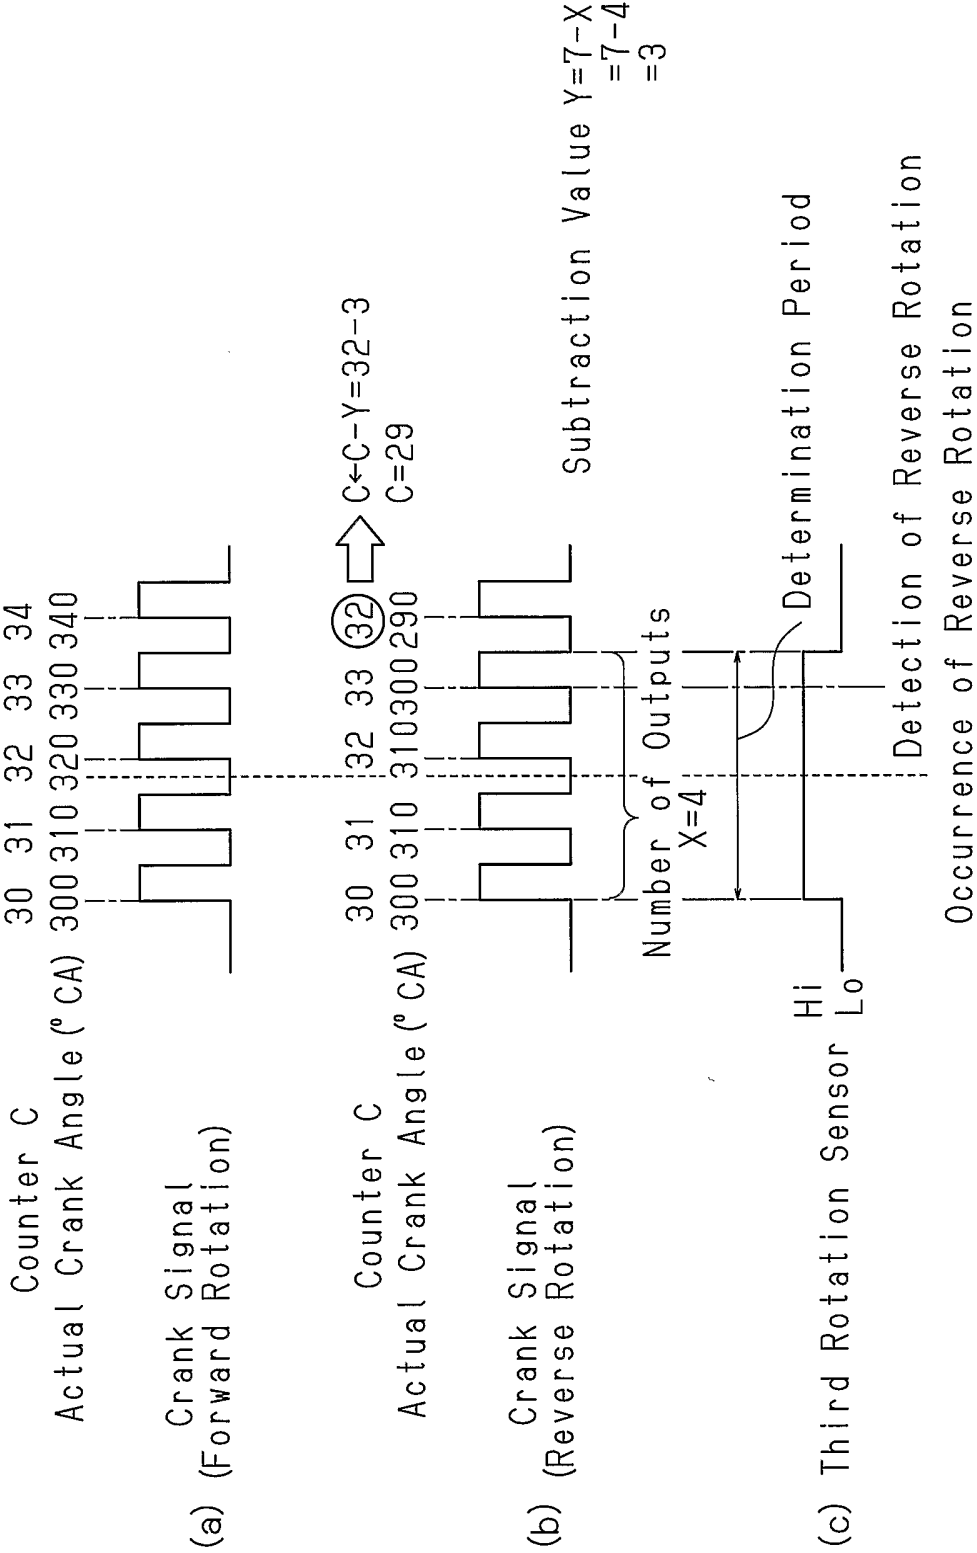 Counter C 30 31 32 33 34
Actual Crank Angle (° CA) 300 310 320 330 340
(a) Crank Signal
(Forward Rotation)
Counter C 30 31 32 33 32 C←C-Y=32-3
C=29
Actual Crank Angle (° CA) 300 310 310 300 290
(b) Crank Signal
(Reverse Rotation)
Subtraction Value Y=7-X
=7-4
=3
Number of Outputs
X=4
Determination Period
(c) Third Rotation Sensor Hi
Lo
Detection of Reverse Rotation
Occurrence of Reverse Rotation